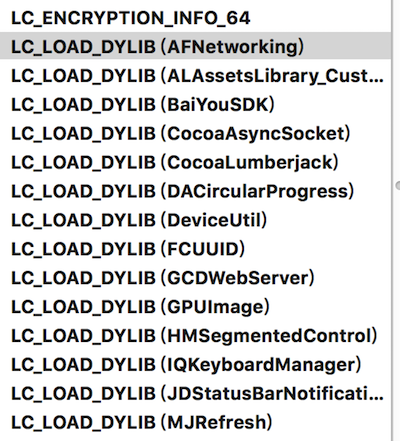 LC_ENCRYPTION_INFO_64
LC_LOAD_DYLIB (AFNetworking)
LC_LOAD_DYLIB (ALAssetsLibrary_Cust...
LC_LOAD_DYLIB (BaiYouSDK)
LC_LOAD_DYLIB (CocoaAsyncSocket)
LC_LOAD_DYLIB (CocoaLumberjack)
LC_LOAD_DYLIB (DACircularProgress)
LC_LOAD_DYLIB (DeviceUtil)
LC_LOAD_DYLIB (FCUUID)
LC_LOAD_DYLIB (GCDWebServer)
LC_LOAD_DYLIB (GPUImage)
LC_LOAD_DYLIB (HMSegmentedControl)
LC_LOAD_DYLIB (IQKeyboardManager)
LC_LOAD_DYLIB (JDStatusBarNotificati...
LC_LOAD_DYLIB (MJRefresh)